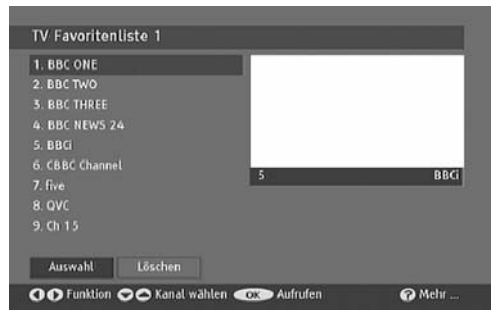 TV Favoritenliste 1
1. BBC ONE
2. BBC TWO
3. BBC THREE
4. BBC NEWS 24
5. BBCi
6. CBBC Channel
7. five
8. QVC
9. Ch 15
5 BBCi
Auswahl Löschen
Funktion Kanal wählen OK Aufrufen ? Mehr ...